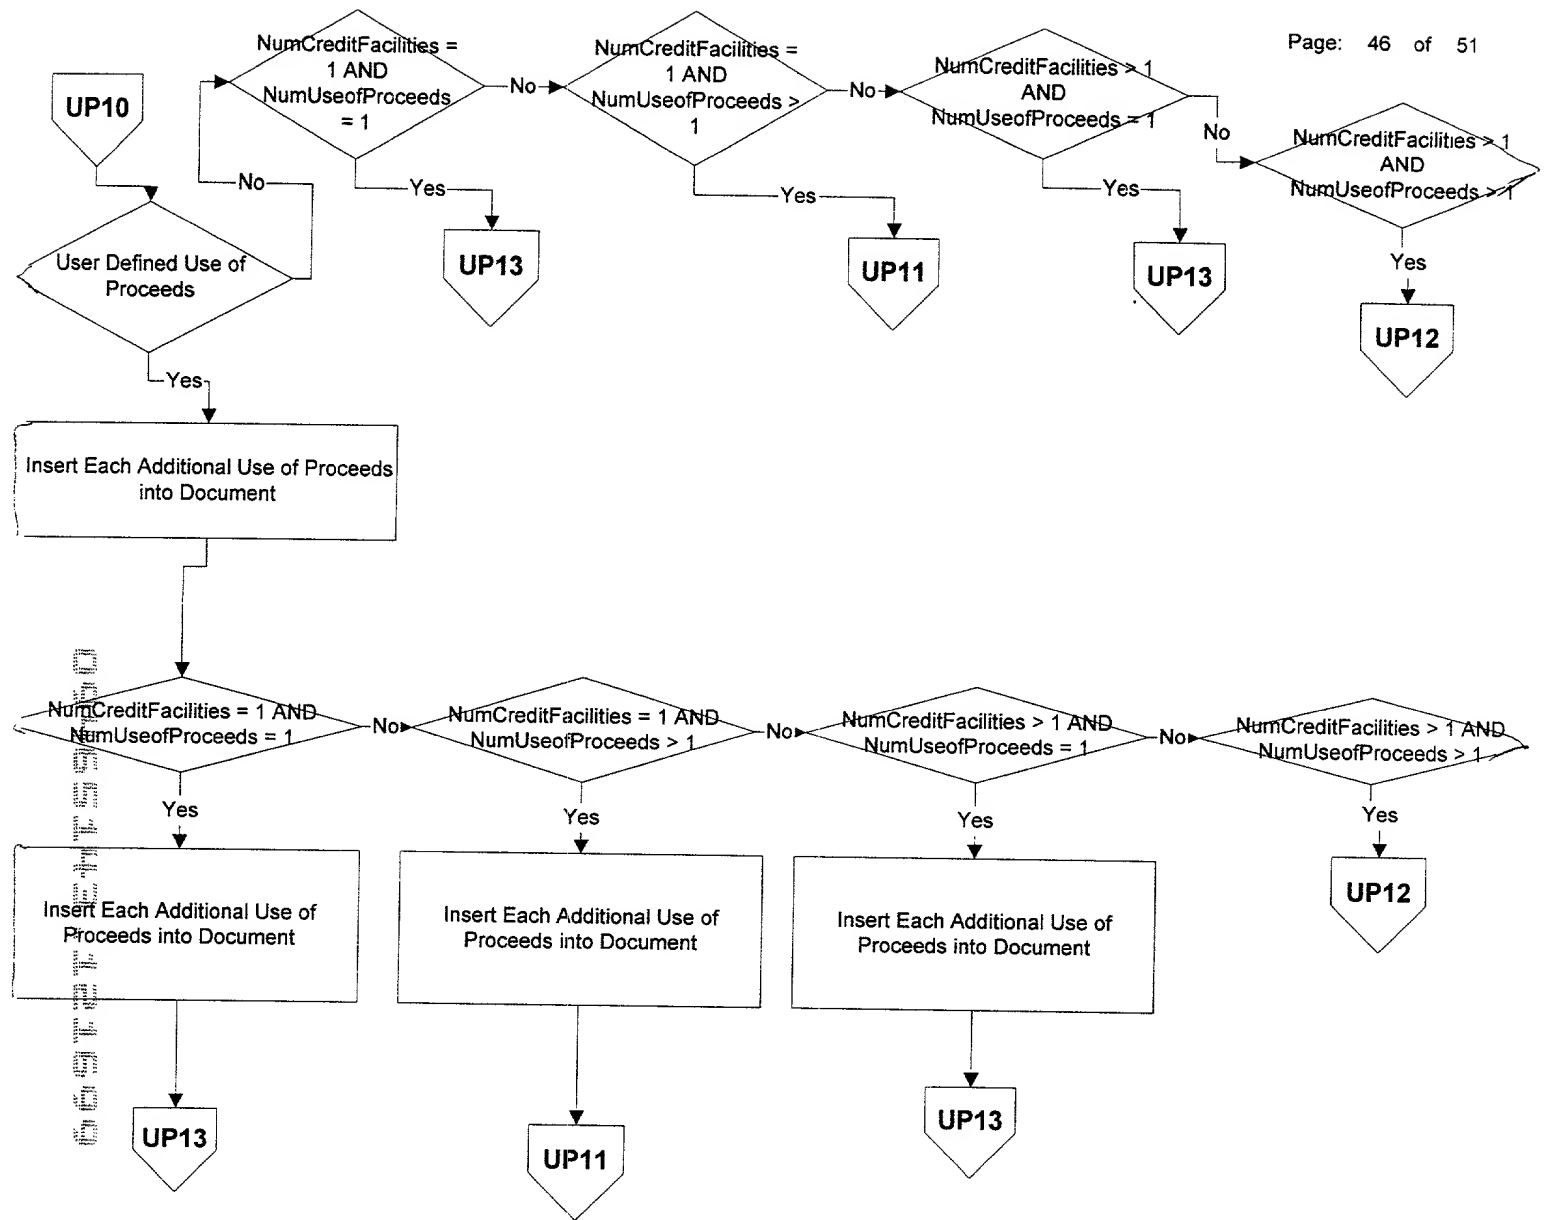 Page: 46 of 51
UP10
User Defined Use of
Proceeds
No
NumCreditFacilities =
1 AND
NumUseofProceeds
= 1
No
NumCreditFacilities =
1 AND
NumUseofProceeds >
1
No
NumCreditFacilities > 1
AND
NumUseofProceeds = 1
No
NumCreditFacilities > 1
AND
NumUseofProceeds > 1
Yes
UP13
Yes
UP11
Yes
UP13
Yes
UP12
Yes
Insert Each Additional Use of Proceeds
into Document
NumCreditFacilities = 1 AND
NumUseofProceeds = 1
No
NumCreditFacilities = 1 AND
NumUseofProceeds > 1
No
NumCreditFacilities > 1 AND
NumUseofProceeds = 1
No
NumCreditFacilities > 1 AND
NumUseofProceeds > 1
Yes
Yes
Yes
Yes
Insert Each Additional Use of
Proceeds into Document
Insert Each Additional Use of
Proceeds into Document
Insert Each Additional Use of
Proceeds into Document
UP12
UP13
UP11
UP13